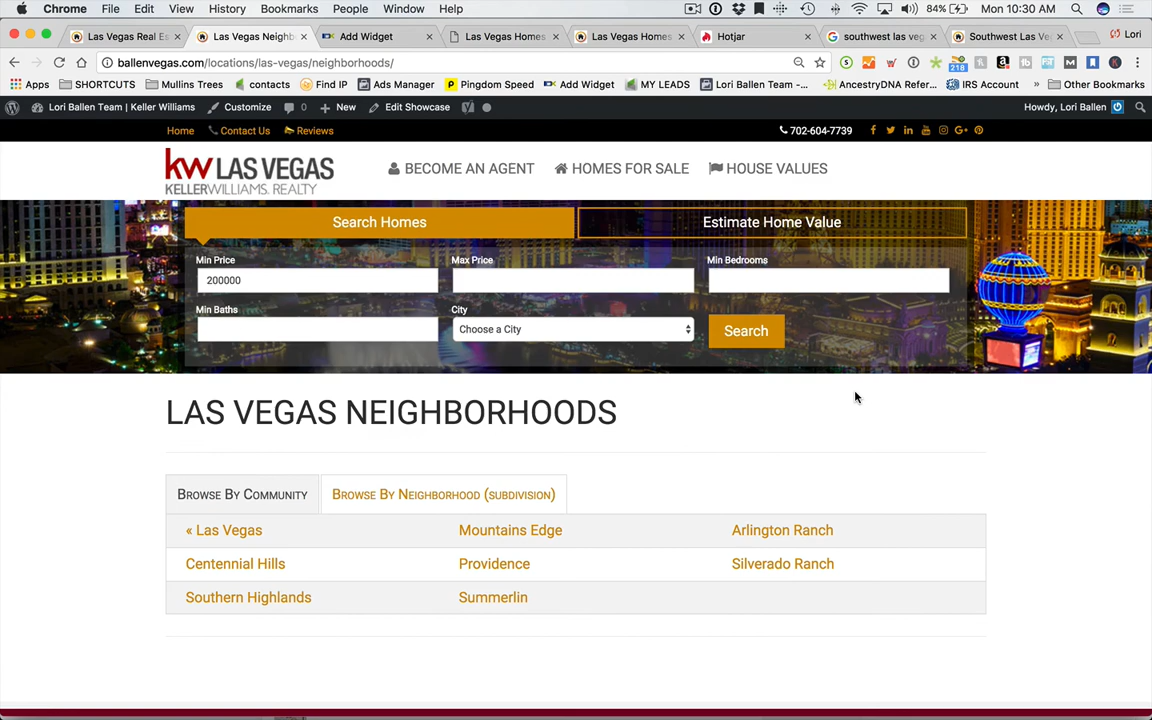 Chrome File Edit View History Bookmarks People Window Help 84% Mon 10:30 AM
Las Vegas Real Es
Las Vegas Neighb
Add Widget
Las Vegas Homes
Las Vegas Homes
Hotjar
southwest las veg
Southwest Las Ve
Lori
ballenvegas.com/locations/las-vegas/neighborhoods/
218
Apps SHORTCUTS Mullins Trees contacts Find IP Ads Manager Pingdom Speed Add Widget MY LEADS Lori Ballen Team -... AncestryDNA Refer... IRS Account » Other Bookmarks
Lori Ballen Team | Keller Williams Customize 0 New Edit Showcase Howdy, Lori Ballen
Home Contact Us Reviews 702-604-7739
kw LAS VEGAS
KELLERWILLIAMS. REALTY
BECOME AN AGENT HOMES FOR SALE HOUSE VALUES
Search Homes Estimate Home Value
Min Price Max Price Min Bedrooms
200000
Min Baths City
Choose a City Search
LAS VEGAS NEIGHBORHOODS
Browse By Community Browse By Neighborhood (subdivision)
« Las Vegas Mountains Edge Arlington Ranch
Centennial Hills Providence Silverado Ranch
Southern Highlands Summerlin